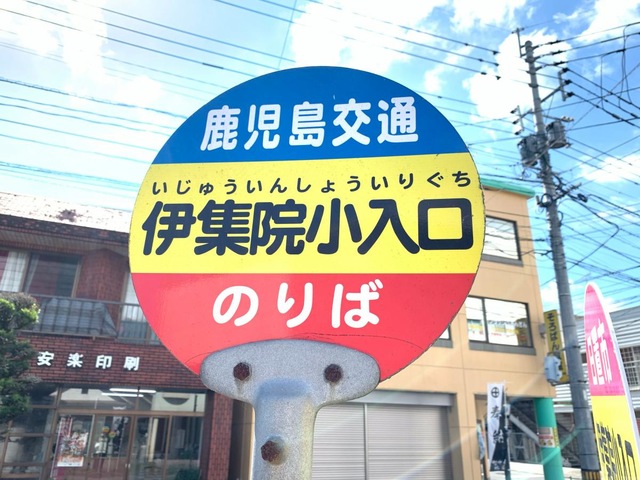 鹿児島交通
いじゅういんしょういりぐち
伊集院小入口
のりば
安楽印刷